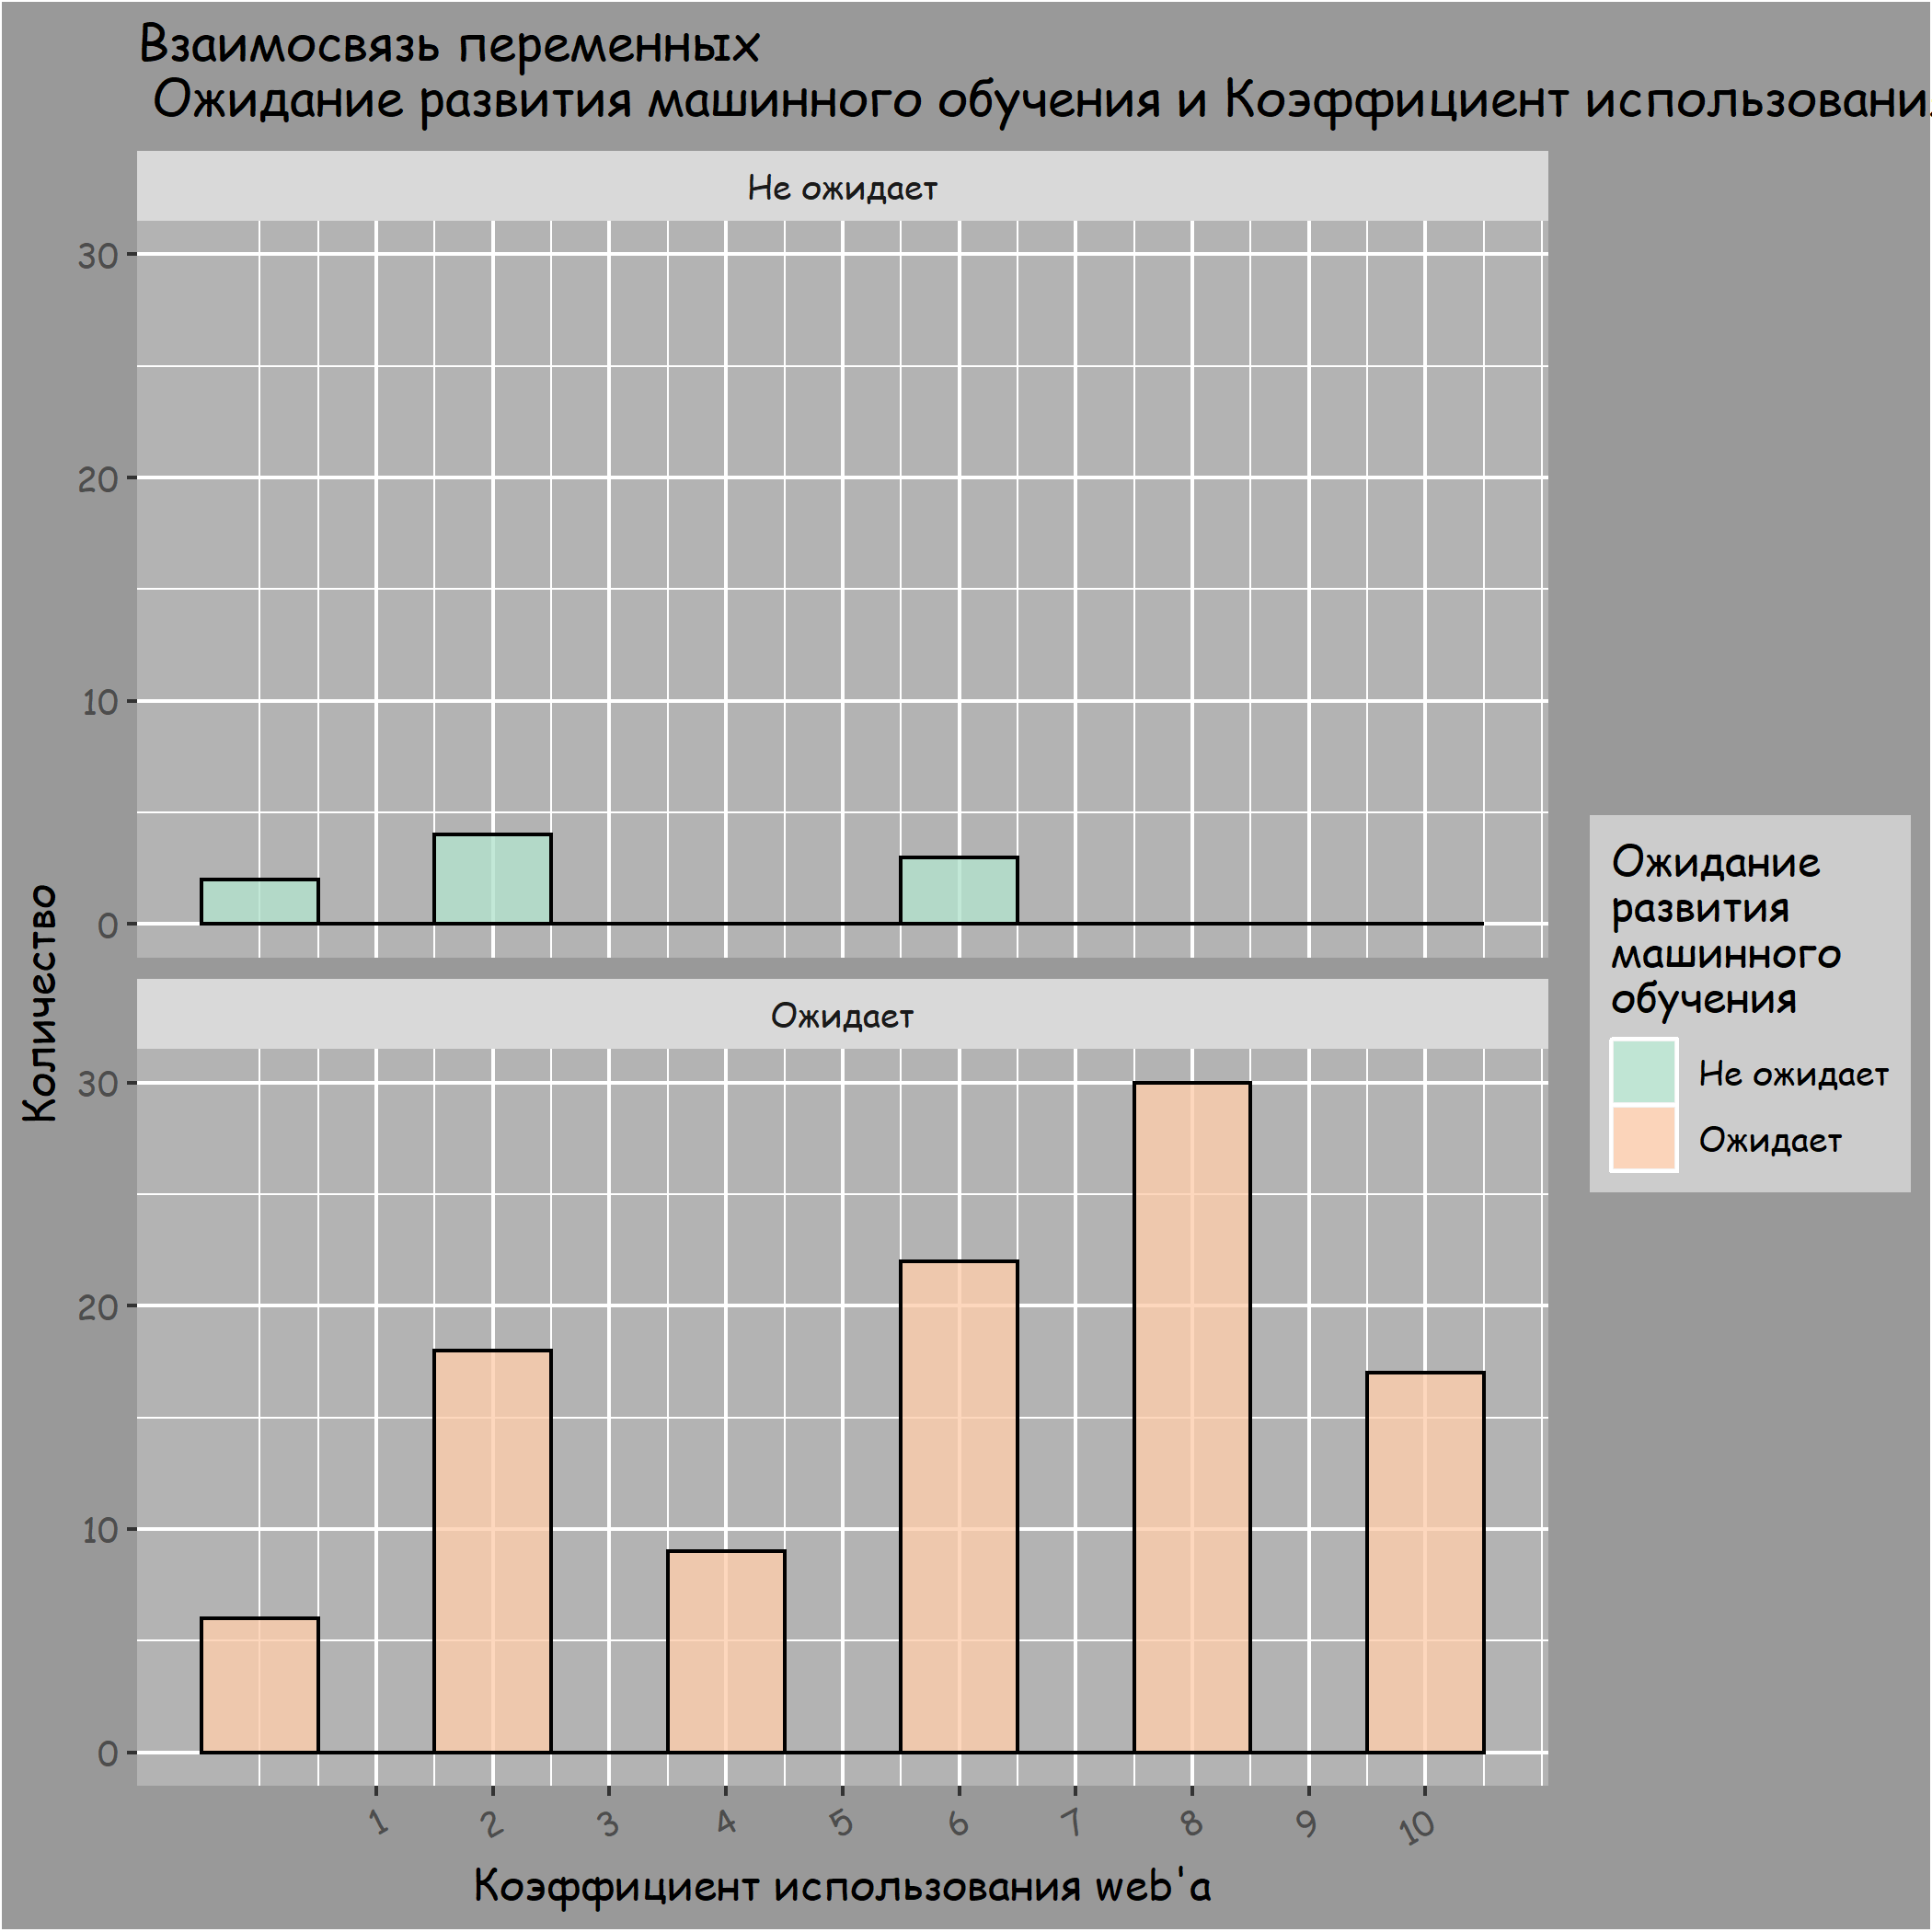 Взаимосвязь переменных
Ожидание развития машинного обучения и Коэффициент
Не ожидает
30
20
10
0
Ожидает
30
20
10
0
Количество
1 2 3 4 5 6 7 8 9 10
Коэффициент использования web'а
Ожидание
развития
машинного
обучения
Не ожидает
Ожидает